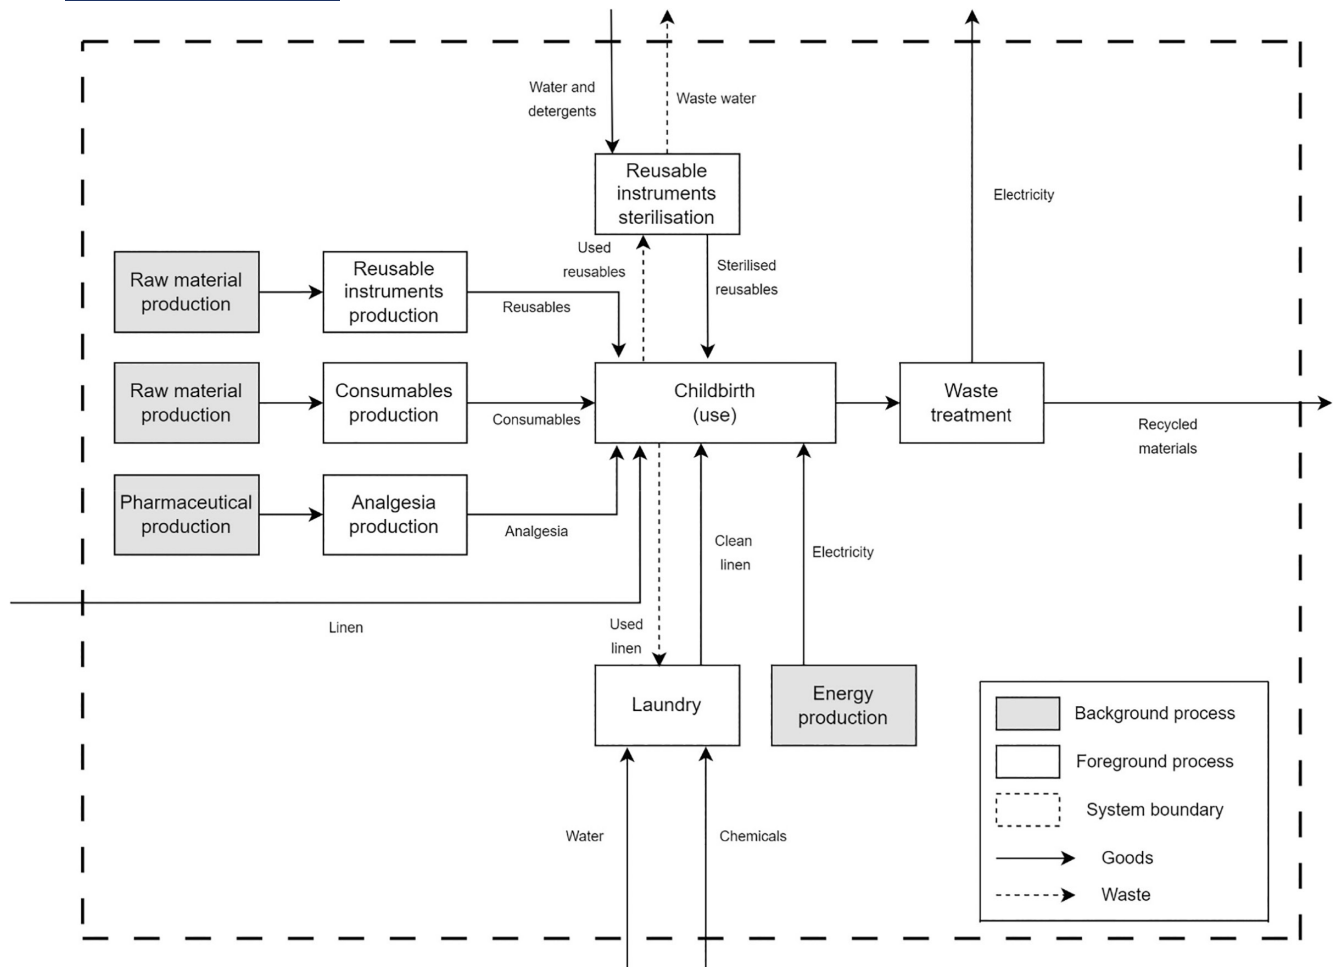 Water and
detergents
Waste water
Reusable
instruments
sterilisation
Electricity
Used
reusables
Sterilised
reusables
Raw material
production
Reusable
instruments
production
Reusables
Raw material
production
Consumables
production
Consumables
Childbirth
(use)
Waste
treatment
Recycled
materials
Pharmaceutical
production
Analgesia
production
Analgesia
Clean
linen
Electricity
Linen
Used
linen
Laundry
Energy
production
Water
Chemicals
Background process
Foreground process
System boundary
Goods
Waste